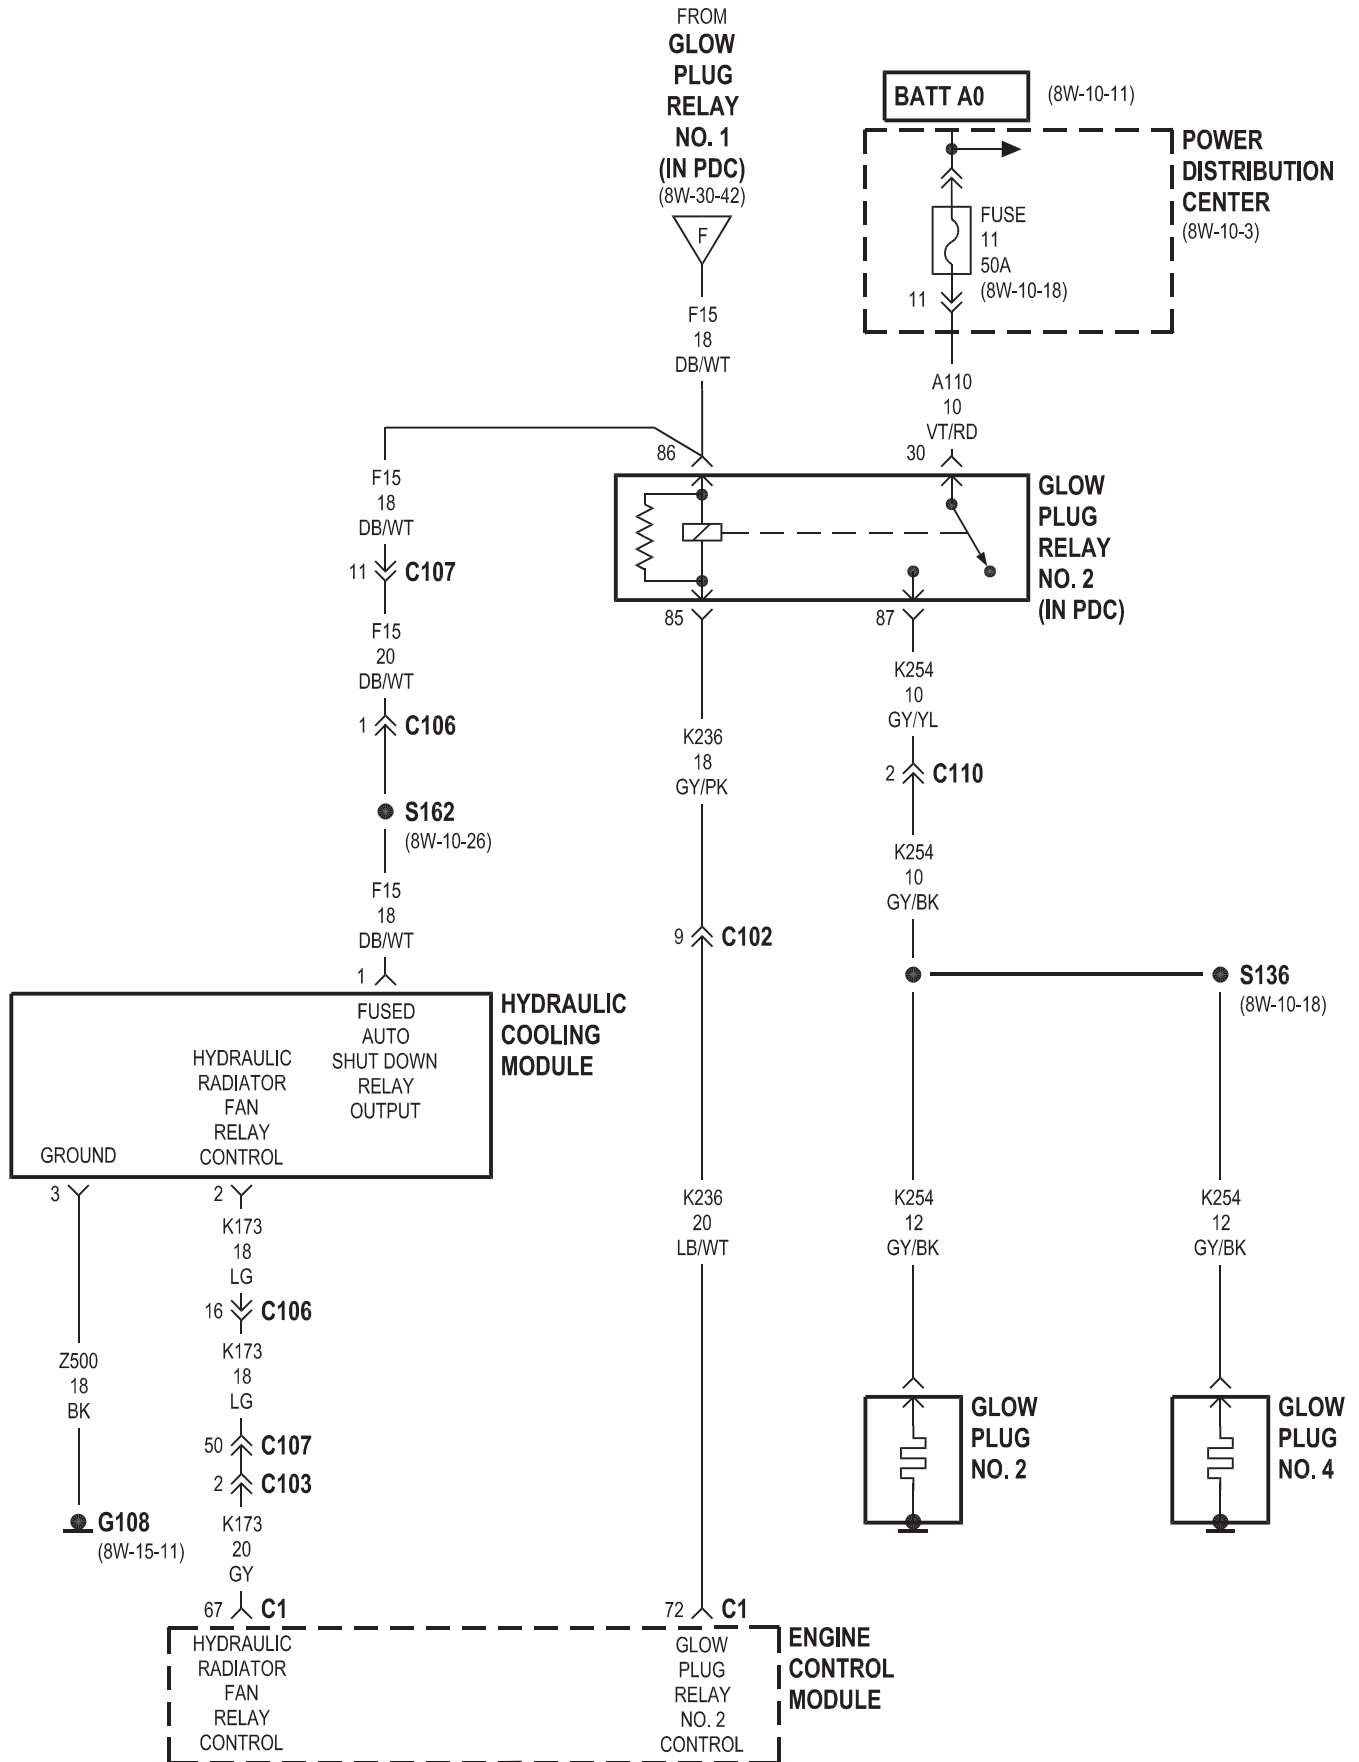 FROM
GLOW
PLUG
RELAY
NO. 1
(IN PDC)
(8W-30-42)
F
F15
18
DB/WT
BATT A0
(8W-10-11)
POWER
DISTRIBUTION
CENTER
(8W-10-3)
FUSE
11
50A
(8W-10-18)
11
A110
10
VT/RD
86
30
GLOW
PLUG
RELAY
NO. 2
(IN PDC)
85
87
F15
18
DB/WT
11
C107
F15
20
DB/WT
1
C106
S162
(8W-10-26)
F15
18
DB/WT
1
K236
18
GY/PK
9
C102
K254
10
GY/YL
2
C110
K254
10
GY/BK
S136
(8W-10-18)
HYDRAULIC
COOLING
MODULE
FUSED
AUTO
SHUT DOWN
RELAY
OUTPUT
HYDRAULIC
RADIATOR
FAN
RELAY
CONTROL
GROUND
3
2
K173
18
LG
16
C106
K173
18
LG
50
C107
2
C103
K173
20
GY
67
C1
Z500
18
BK
G108
(8W-15-11)
K236
20
LB/WT
72
C1
K254
12
GY/BK
K254
12
GY/BK
GLOW
PLUG
NO. 2
GLOW
PLUG
NO. 4
HYDRAULIC
RADIATOR
FAN
RELAY
CONTROL
GLOW
PLUG
RELAY
NO. 2
CONTROL
ENGINE
CONTROL
MODULE